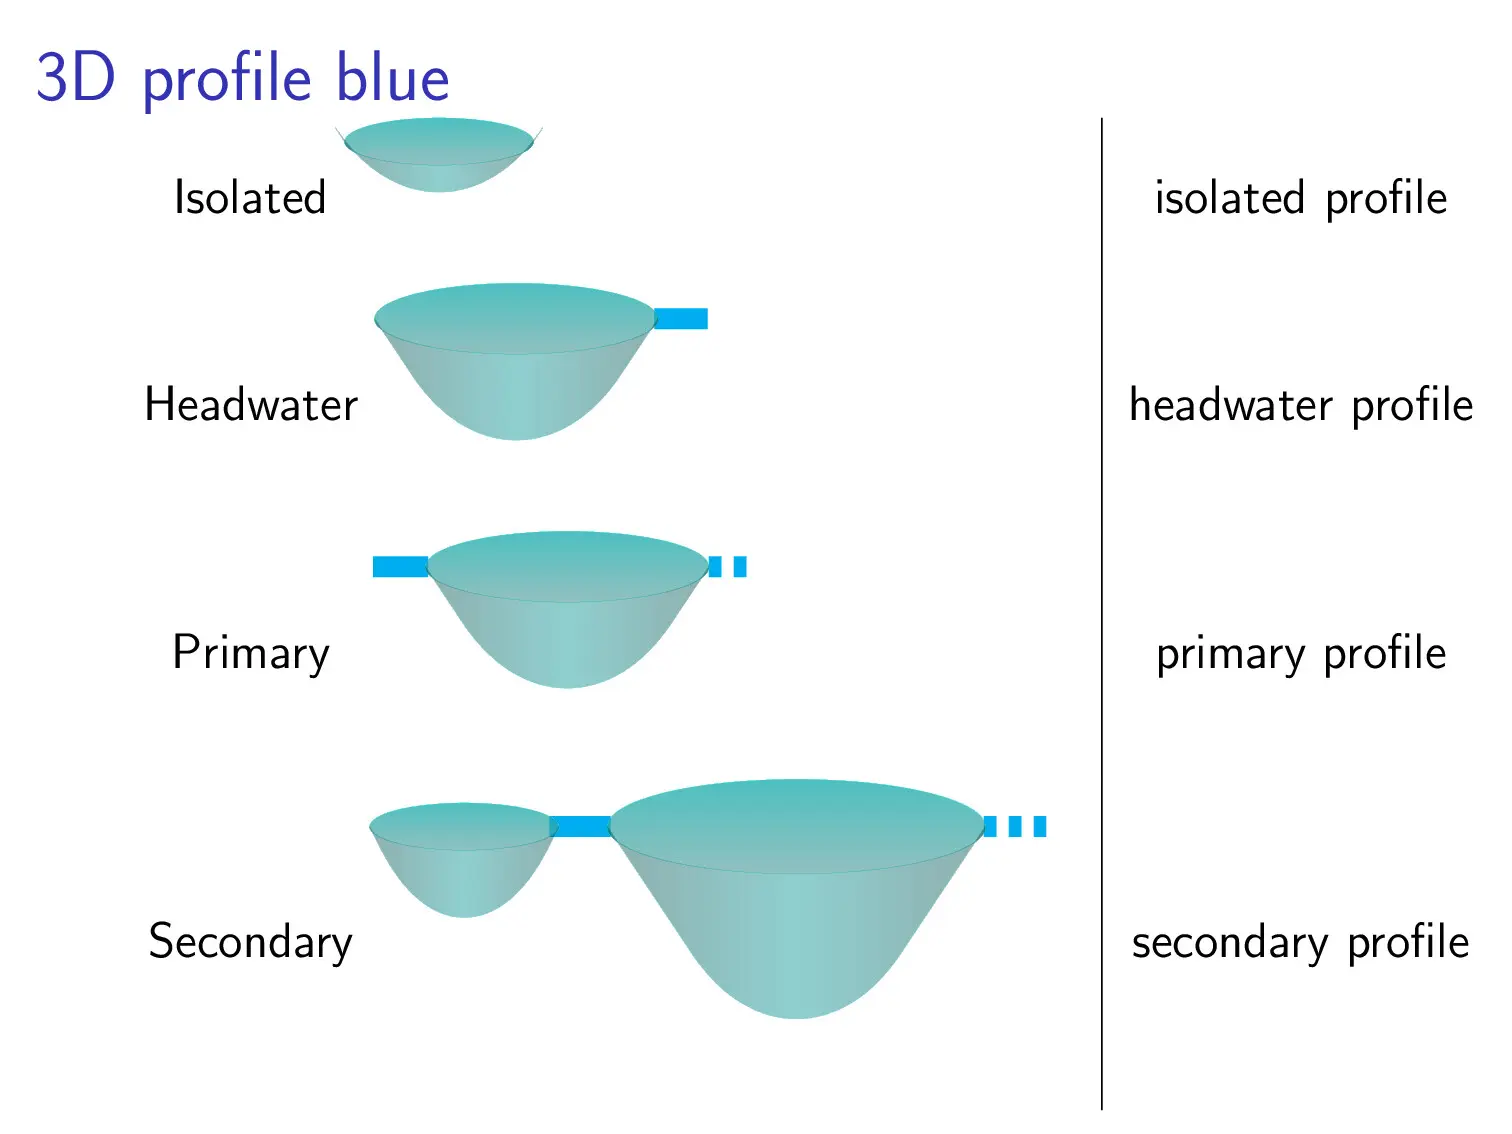 3D profile blue
Isolated
isolated profile
Headwater
headwater profile
Primary
primary profile
Secondary
secondary profile